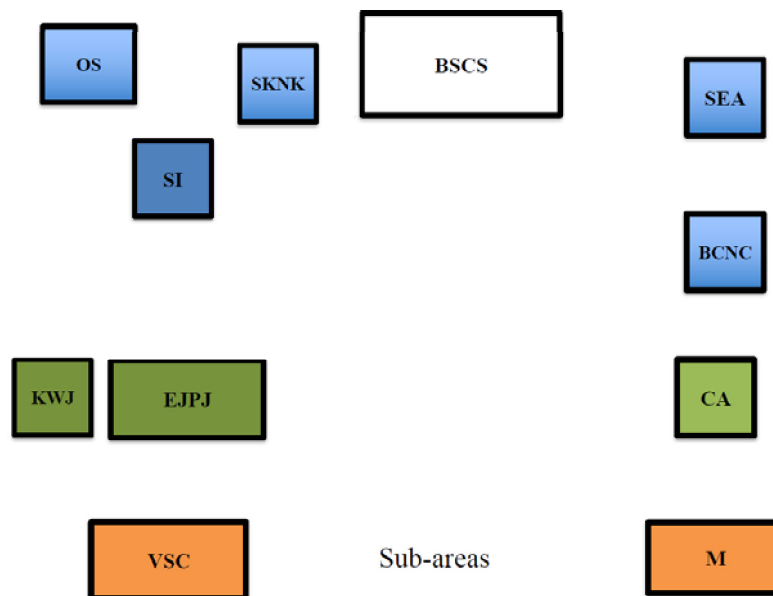 OS
SKNK
BSCS
SEA
SI
BCNC
KWJ
EJPJ
CA
VSC
Sub-areas
M